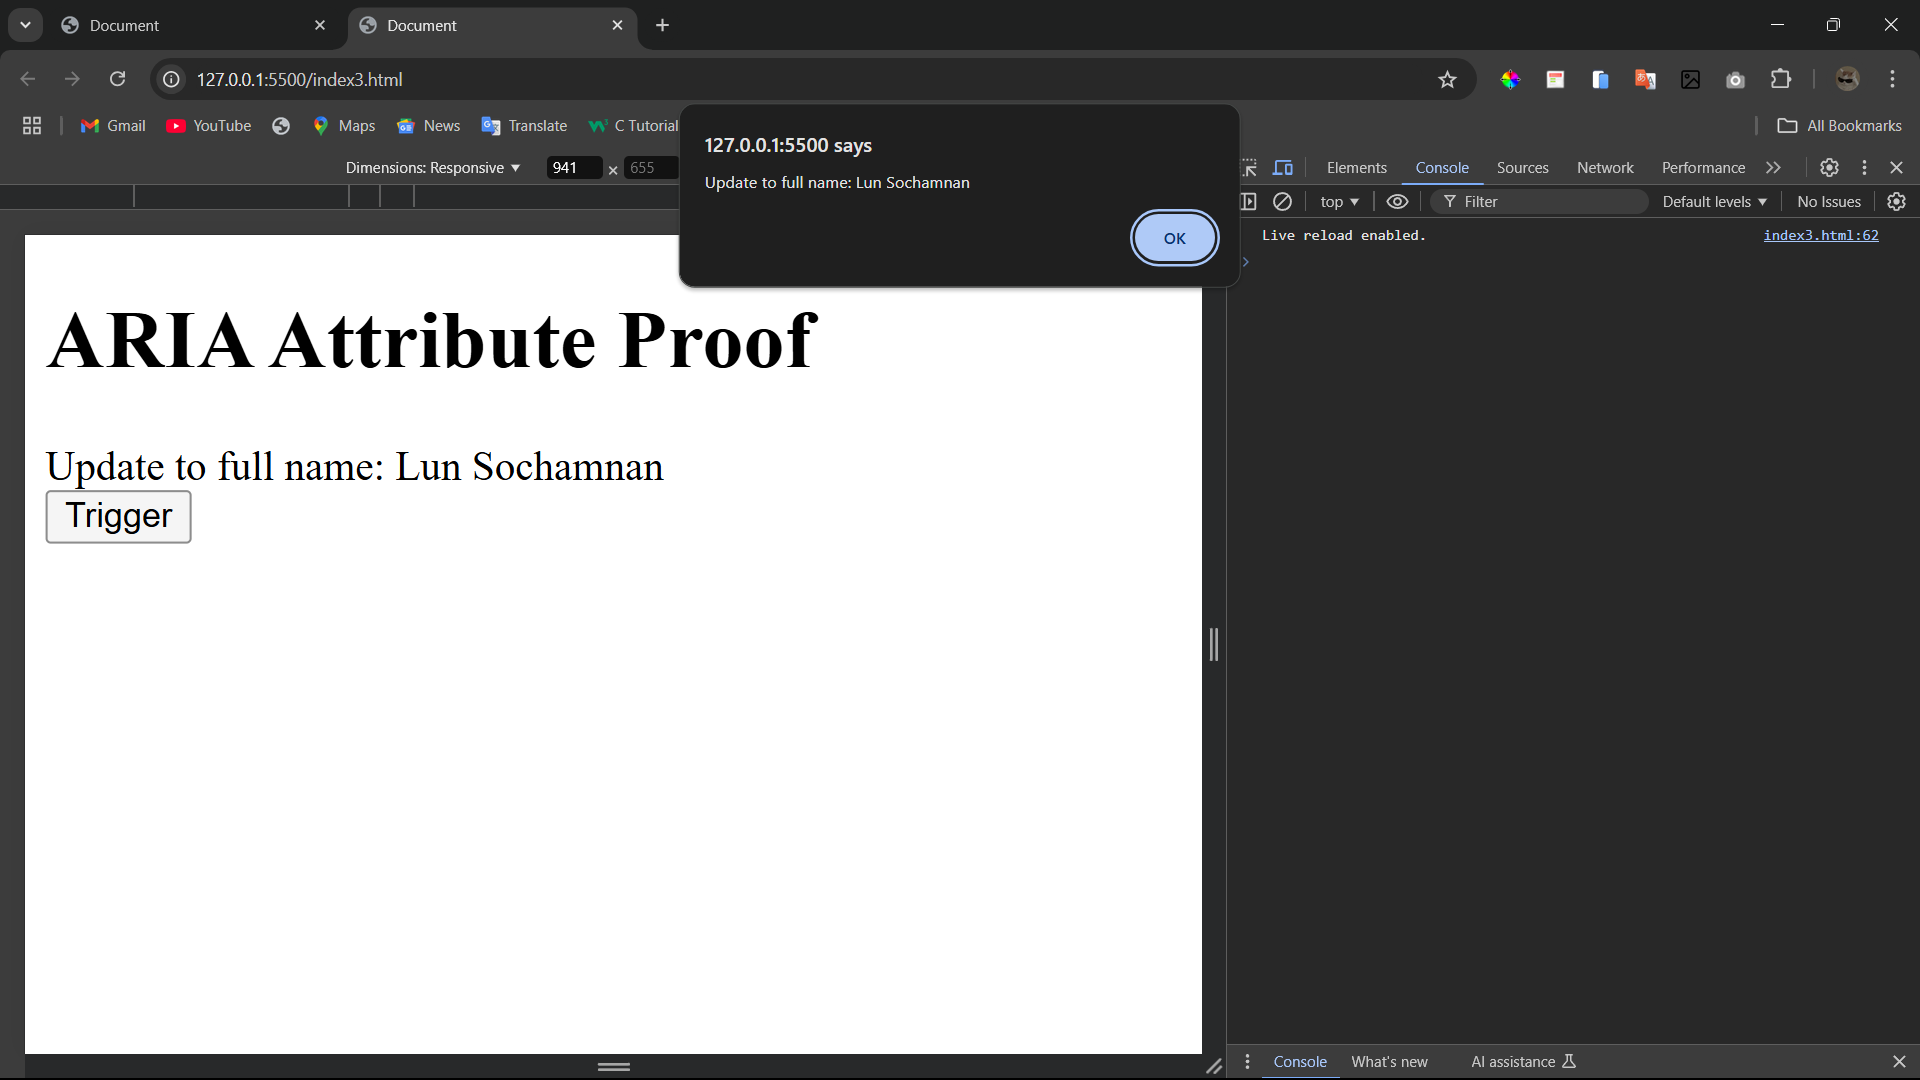 Document
Document
127.0.0.1:5500/index3.html
Gmail
YouTube
Maps
News
Translate
C Tutorial
All Bookmarks
127.0.0.1:5500 says
Update to full name: Lun Sochamnan
OK
Dimensions: Responsive
941
×
655
Elements
Console
Sources
Network
Performance
top
Filter
Default levels
No Issues
Live reload enabled.
index3.html:62
ARIA Attribute Proof
Update to full name: Lun Sochamnan
Trigger
Console
What's new
AI assistance